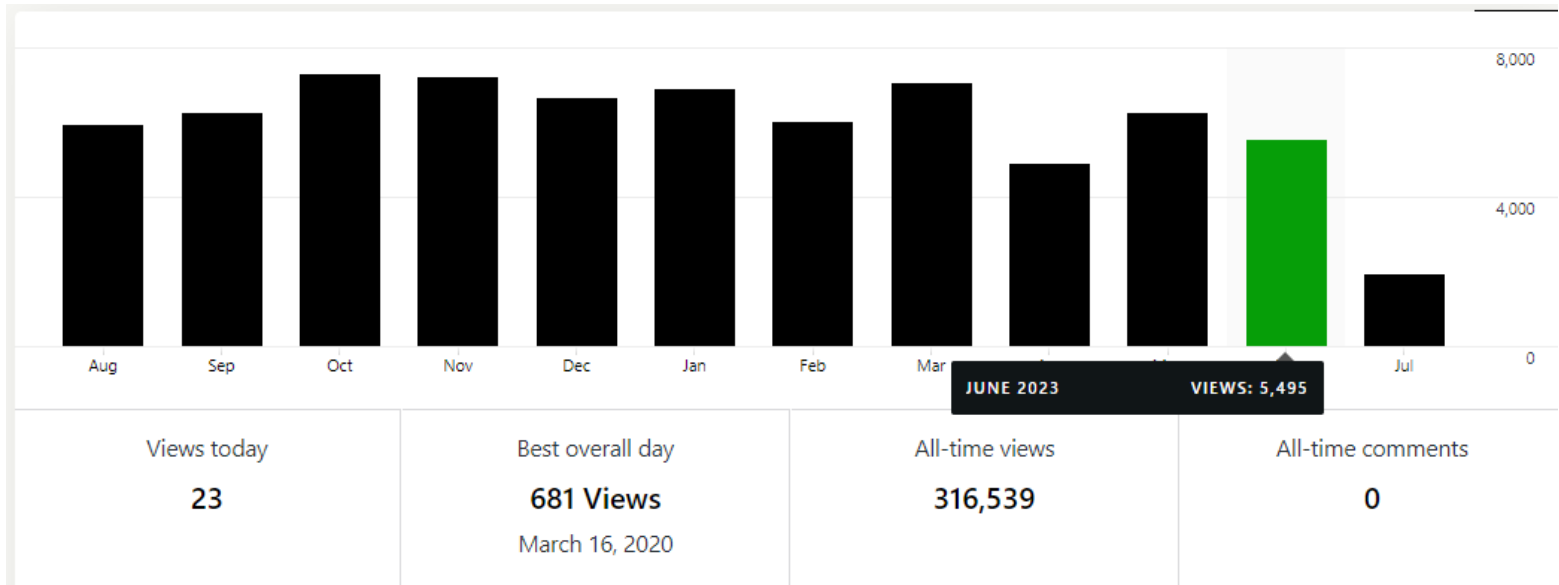 8,000
4,000
0
Aug Sep Oct Nov Dec Jan Feb Mar Jul
JUNE 2023 VIEWS: 5,495
Views today
23
Best overall day
681 Views
March 16, 2020
All-time views
316,539
All-time comments
0